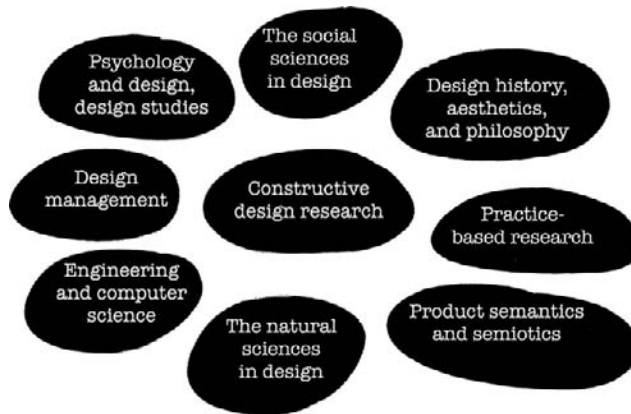 Psychology
and design,
design studies
The social
sciences
in design
Design history,
aesthetics,
and philosophy
Design
management
Constructive
design research
Practice-
based research
Engineering
and computer
science
The natural
sciences
in design
Product semantics
and semiotics